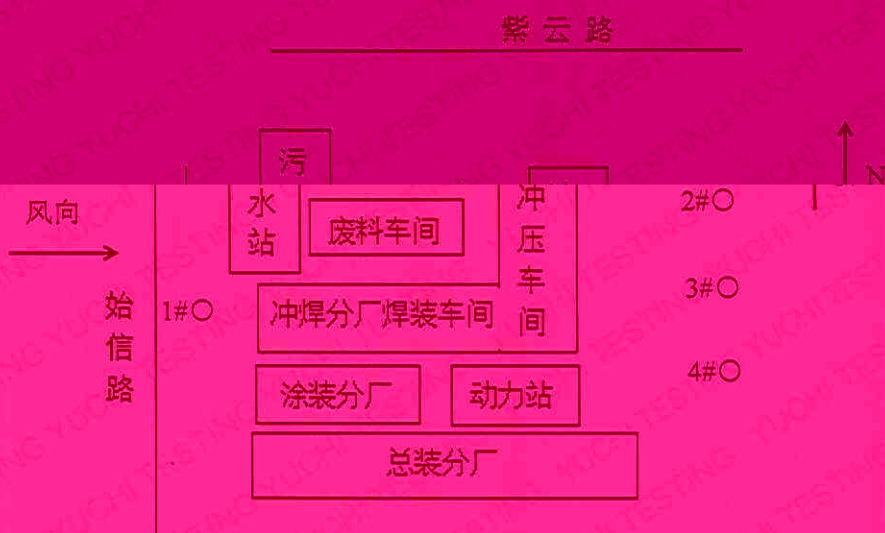 紫云路
N
污水站
冲压车间
风向
废料车间
2#○
3#○
始信路
1#○
冲焊分厂焊装车间
4#○
涂装分厂
动力站
总装分厂
YUCHI TESTING